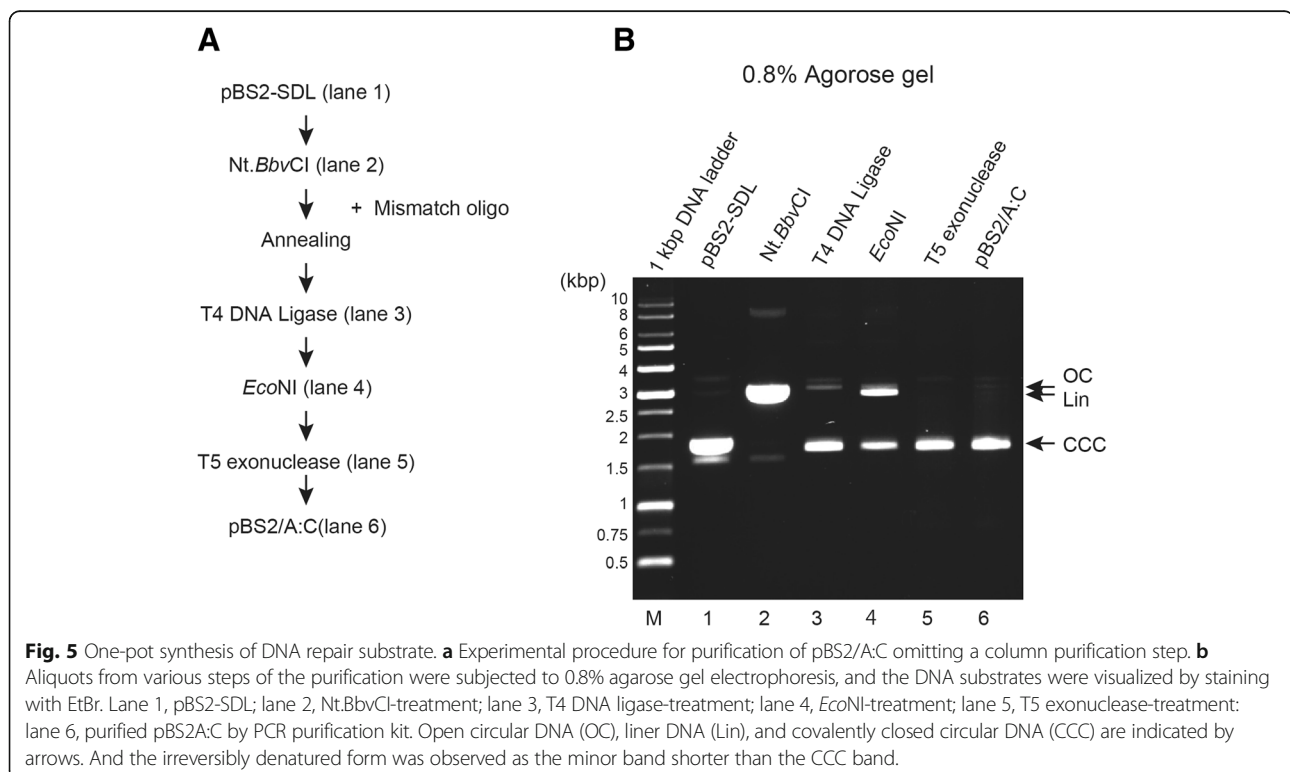 A
pBS2-SDL (lane 1)
Nt.BbvCI (lane 2)
+ Mismatch oligo
Annealing
T4 DNA Ligase (lane 3)
EcoNI (lane 4)
T5 exonuclease (lane 5)
pBS2/A:C(lane 6)
B
0.8% Agorose gel
1 kbp DNA ladder
pBS2-SDL
Nt.BbvCI
T4 DNA Ligase
EcoNI
T5 exonuclease
pBS2/A:C
(kbp)
10
8
6
5
4
3
2.5
2
1.5
1
0.75
0.5
OC
Lin
CCC
M 1 2 3 4 5 6
Fig. 5 One-pot synthesis of DNA repair substrate. a Experimental procedure for purification of pBS2/A:C omitting a column purification step. b
Aliquots from various steps of the purification were subjected to 0.8% agarose gel electrophoresis, and the DNA substrates were visualized by staining
with EtBr. Lane 1, pBS2-SDL; lane 2, Nt.BbvCI-treatment; lane 3, T4 DNA ligase-treatment; lane 4, EcoNI-treatment; lane 5, T5 exonuclease-treatment:
lane 6, purified pBS2A:C by PCR purification kit. Open circular DNA (OC), liner DNA (Lin), and covalently closed circular DNA (CCC) are indicated by
arrows. And the irreversibly denatured form was observed as the minor band shorter than the CCC band.